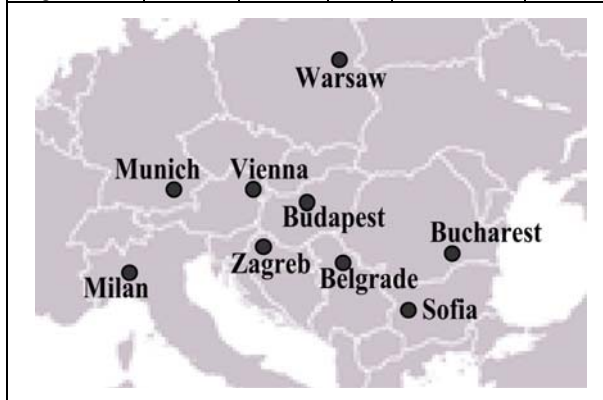 Warsaw
Munich
Vienna
Budapest
Bucharest
Zagreb
Belgrade
Milan
Sofia